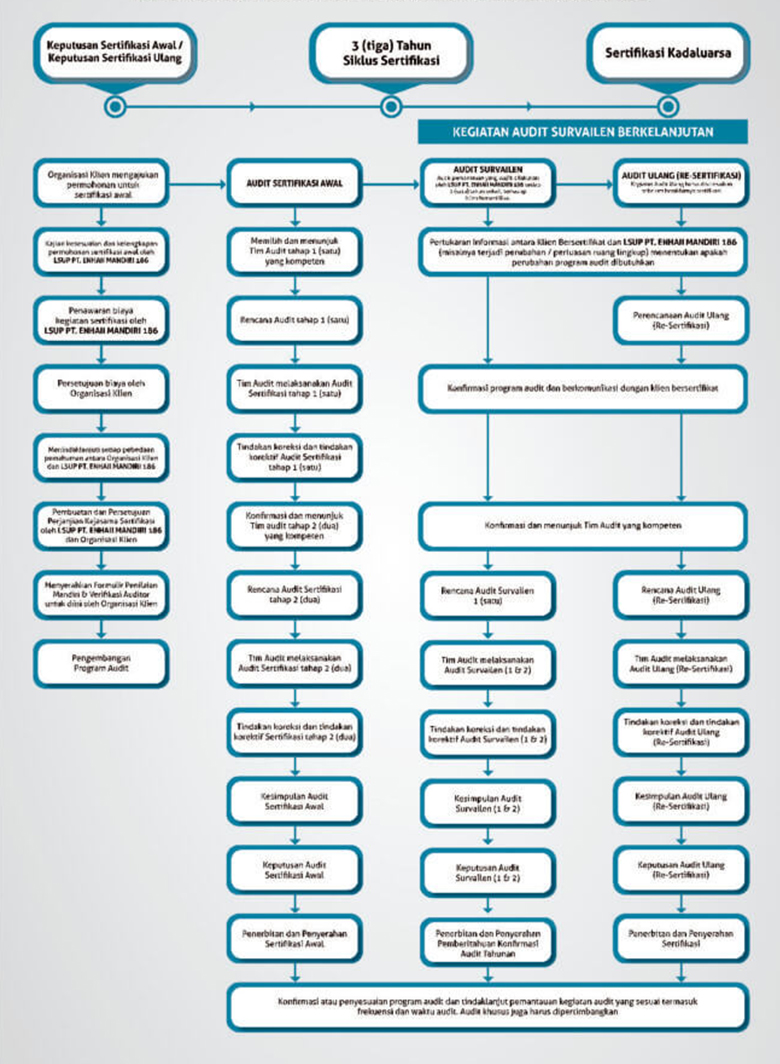 Keputusan Sertifikasi Awal /
Keputusan Sertifikasi Ulang
3 (tiga) Tahun
Siklus Sertifikasi
Sertifikasi Kadaluarsa
KEGIATAN AUDIT SURVAILEN BERKELANJUTAN
Organisasi Klien mengajukan
permohonan untuk
sertifikasi awal
Kajian kesesuaian dan kelengkapan
permohonan sertifikasi awal oleh
LSUP PT. ENHAII MANDIRI 186
Penawaran biaya
kegiatan sertifikasi oleh
LSUP PT. ENHAII MANDIRI 186
Persetujuan biaya oleh
Organisasi Klien
Menindaklanjuti setiap perbedaan
pemahaman antara Organisasi Klien
dan LSUP PT. ENHAII MANDIRI 186
Pembuatan dan Persetujuan
Perjanjian Kajasama Sertifikasi
oleh LSUP PT. ENHAII MANDIRI 186
dan Organisasi Klien
Menyerahkan Formulir Penilaian
Mandiri & Verifikasi Auditor
untuk diisi oleh Organisasi Klien
Pengembangan
Program Audit
AUDIT SERTIFIKASI AWAL
Memilah dan menunjuk
Tim Audit tahap 1 (satu)
yang kompeten
Rencana Audit tahap 1 (satu)
Tim Audit melaksanakan Audit
Sertifikasi tahap 1 (satu)
Tindakan koreksi dan tindakan
korektif Audit Sertifikasi
tahap 1 (satu)
Konfirmasi dan menunjuk
Tim audit tahap 2 (dua)
yang kompeten
Rencana Audit Sertifikasi
tahap 2 (dua)
Tim Audit melaksanakan
Audit Sertifikasi tahap 2 (dua)
Tindakan koreksi dan tindakan
korektif Sertifikasi tahap 2 (dua)
Kesimpulan Audit
Sertifikasi Awal
Keputusan Audit
Sertifikasi Awal
Penerbitan dan Penyerahan
Sertifikasi Awal
AUDIT SURVAILEN
oleh LSUP PT. ENHAII MANDIRI 186
AUDIT ULANG (RE-SERTIFIKASI)
Kegiatan Audit Ulang harus
Pertukaran Informasi antara Klien Bersertifikat dan LSUP PT. ENHAII MANDIRI 186
(misalnya terjadi perubahan / perluasan ruang lingkup) menentukan apakah
perubahan program audit dibutuhkan
Perencanaan Audit Ulang
(Re-Sertifikasi)
Konfirmasi program audit dan berkomunikasi dengan klien bersertifikat
Konfirmasi dan menunjuk Tim Audit yang kompeten
Rencana Audit Survailen
1 (satu)
Tim Audit melaksanakan
Audit Survailen (1 & 2)
Tindakan koreksi dan tindakan
korektif Audit Survailen (1 & 2)
Kesimpulan Audit
Survailen (1 & 2)
Keputusan Audit
Survailen (1 & 2)
Penerbitan dan Penyerahan
Pemberitahuan Konfirmasi
Audit Tahunan
Rencana Audit Ulang
(Re-Sertifikasi)
Tim Audit melaksanakan
Audit Ulang (Re-Sertifikasi)
Tindakan koreksi dan tindakan
korektif Audit Ulang
(Re-Sertifikasi)
Kesimpulan Audit Ulang
(Re-Sertifikasi)
Keputusan Audit Ulang
(Re-Sertifikasi)
Penerbitan dan Penyerahan
Sertifikasi
Konfirmasi atau penyesuaian program audit dan tindaklanjut pemantauan kegiatan audit yang sesuai termasuk
frekuensi dan waktu audit. Audit khusus juga harus dipertimbangkan